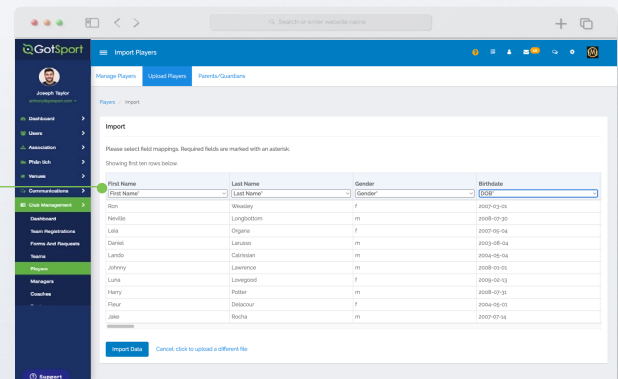 Search or enter website name
GotSport
Import Players
Joseph Taylor
Manage Players Upload Players Parents/Guardians
Players / Import
Dashboard
Users
Association
Phân tích
Venues
Communications
Club Management
Dashboard
Team Registrations
Forms And Requests
Teams
Players
Managers
Coaches
Support
Import
Please select field mappings. Required fields are marked with an asterisk.
Showing first ten rows below.
First Name Last Name Gender Birthdate
First Name* Last Name* Gender* DOB*
Ron Weasley f 2007-03-01
Neville Longbottom m 2008-07-30
Leia Organa f 2007-05-04
Daniel Larusso m 2003-06-04
Lando Calrissian m 2004-05-04
Johnny Lawrence m 2008-01-01
Luna Lovegood f 2009-02-13
Harry Potter m 2008-07-31
Fleur Delacour f 2004-05-01
Jake Rocha m 2007-07-14
Import Data Cancel, click to upload a different file